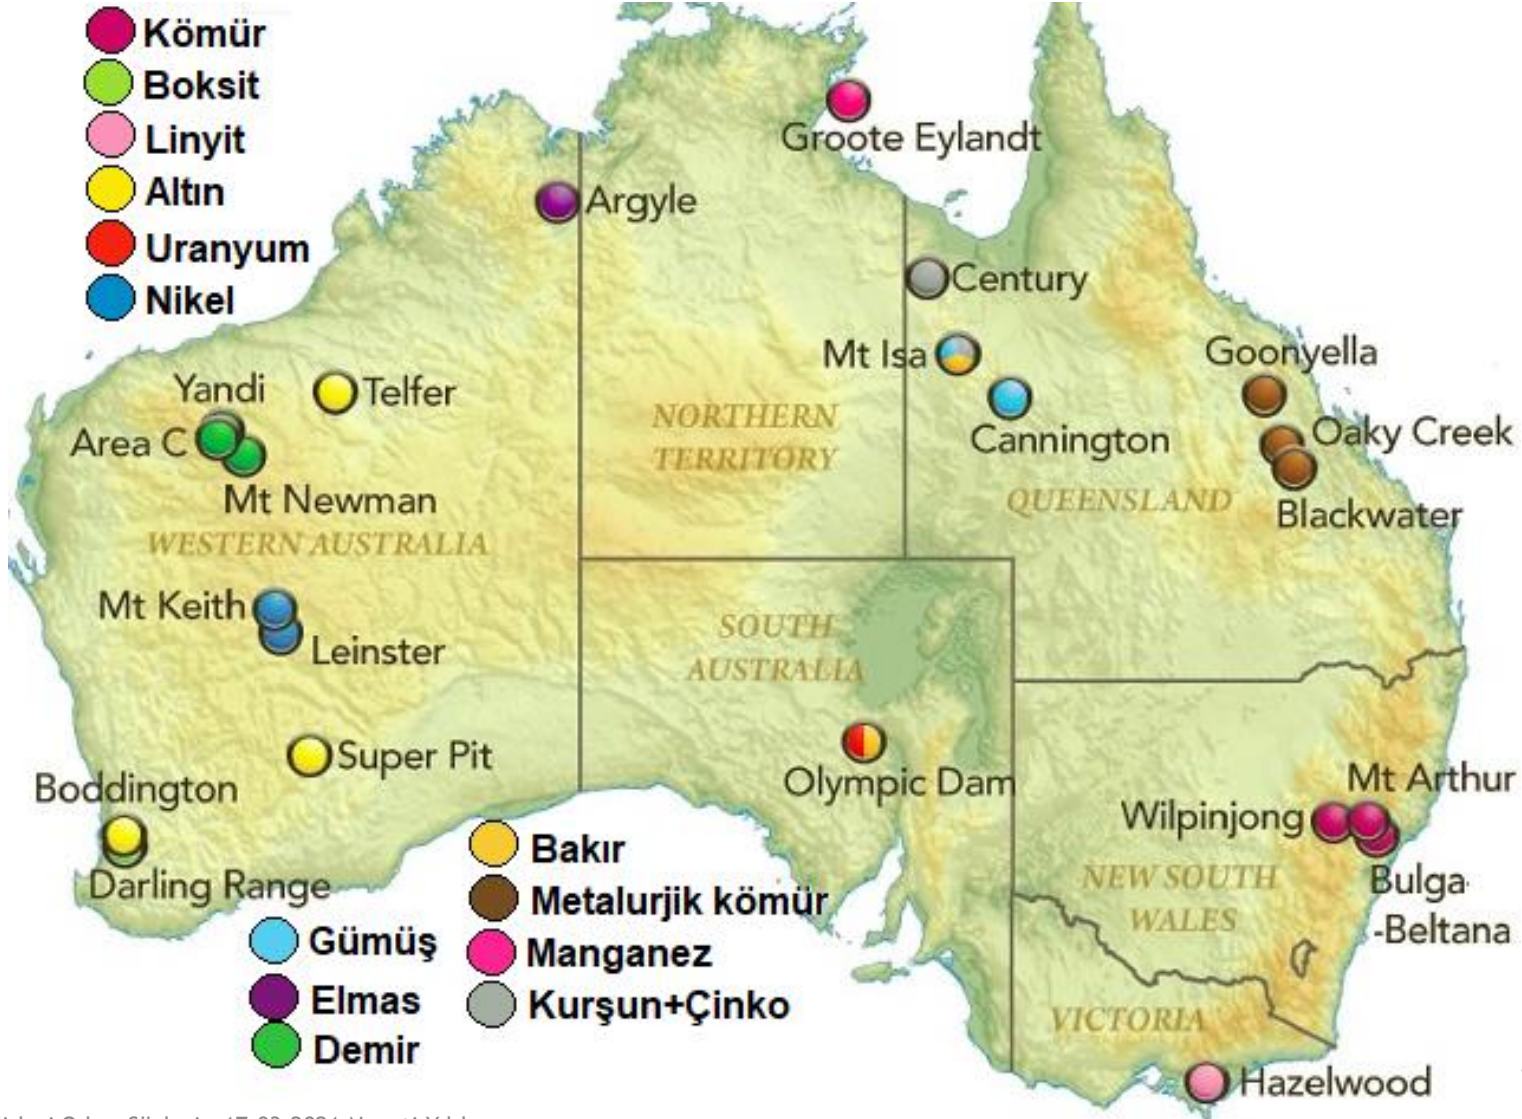 Kömür
Boksit
Linyit
Altın
Uranyum
Nikel
Groote Eylandt
Argyle
Century
Mt Isa
Cannington
Goonyella
Oaky Creek
Blackwater
Yandi
Telfer
Area C
Mt Newman
NORTHERN
TERRITORY
QUEENSLAND
WESTERN AUSTRALIA
Mt Keith
Leinster
SOUTH
AUSTRALIA
Super Pit
Olympic Dam
Boddington
Darling Range
Mt Arthur
Wilpinjong
Bulga
-Beltana
NEW SOUTH
WALES
VICTORIA
Hazelwood
Bakır
Metalurjik kömür
Manganez
Kurşun+Çinko
Gümüş
Elmas
Demir